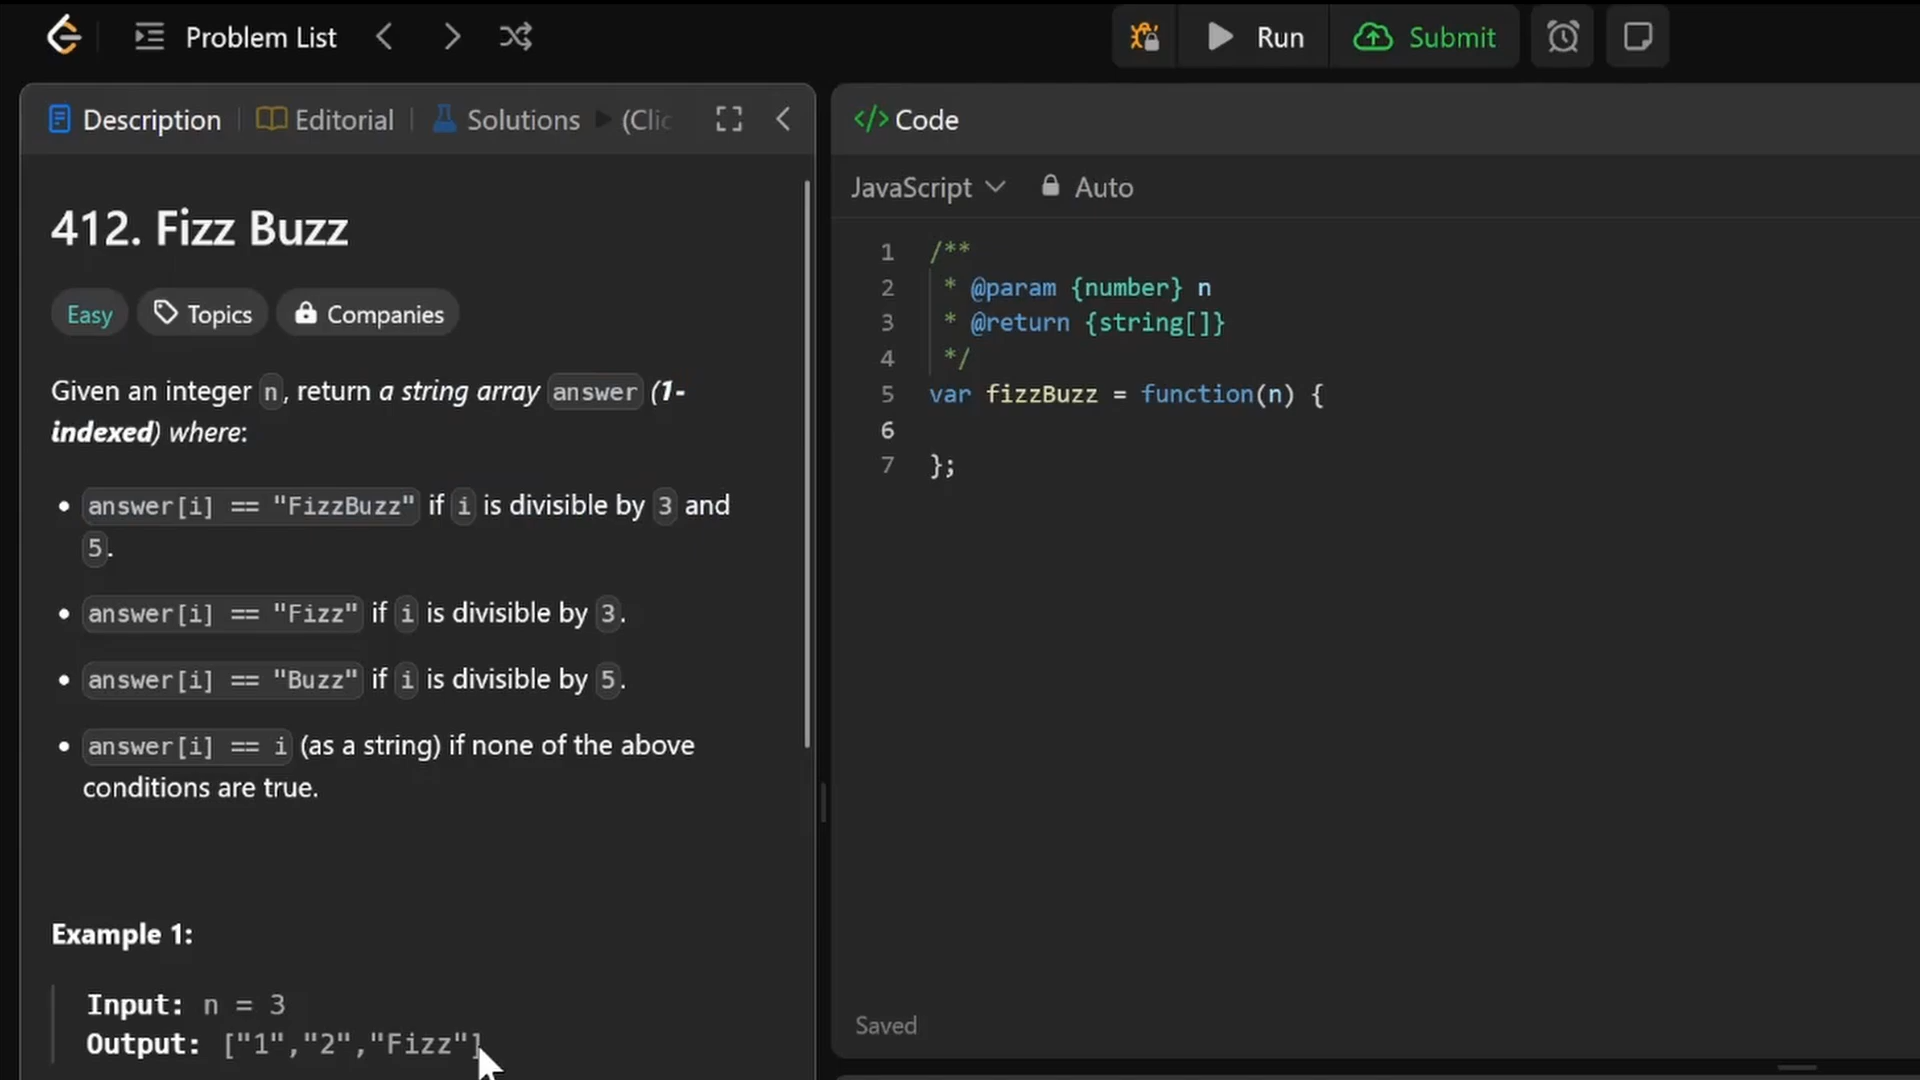 Problem List
Run
Submit
Description
Editorial
Solutions
(Clic
Code
JavaScript
Auto
412. Fizz Buzz
Easy
Topics
Companies
Given an integer n, return a string array answer (1-
indexed) where:
answer[i] == "FizzBuzz" if i is divisible by 3 and
5.
answer[i] == "Fizz" if i is divisible by 3.
answer[i] == "Buzz" if i is divisible by 5.
answer[i] == i (as a string) if none of the above
conditions are true.
Example 1:
Input: n = 3
Output: ["1","2","Fizz"]
1 /**
2 * @param {number} n
3 * @return {string[]}
4 */
5 var fizzBuzz = function(n) {
6
7 };
Saved